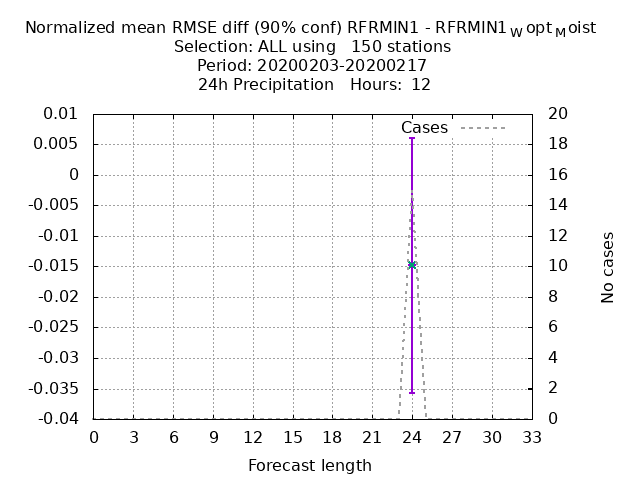 Normalized mean RMSE diff (90% conf) RFRMIN1 - RFRMIN1WoptMoist
Selection: ALL using 150 stations
Period: 20200203-20200217
24h Precipitation Hours: 12
0.01
0.005
0
-0.005
-0.01
-0.015
-0.02
-0.025
-0.03
-0.035
-0.04
Cases
20
18
16
14
12
10
8
6
4
2
0
No cases
0 3 6 9 12 15 18 21 24 27 30 33
Forecast length